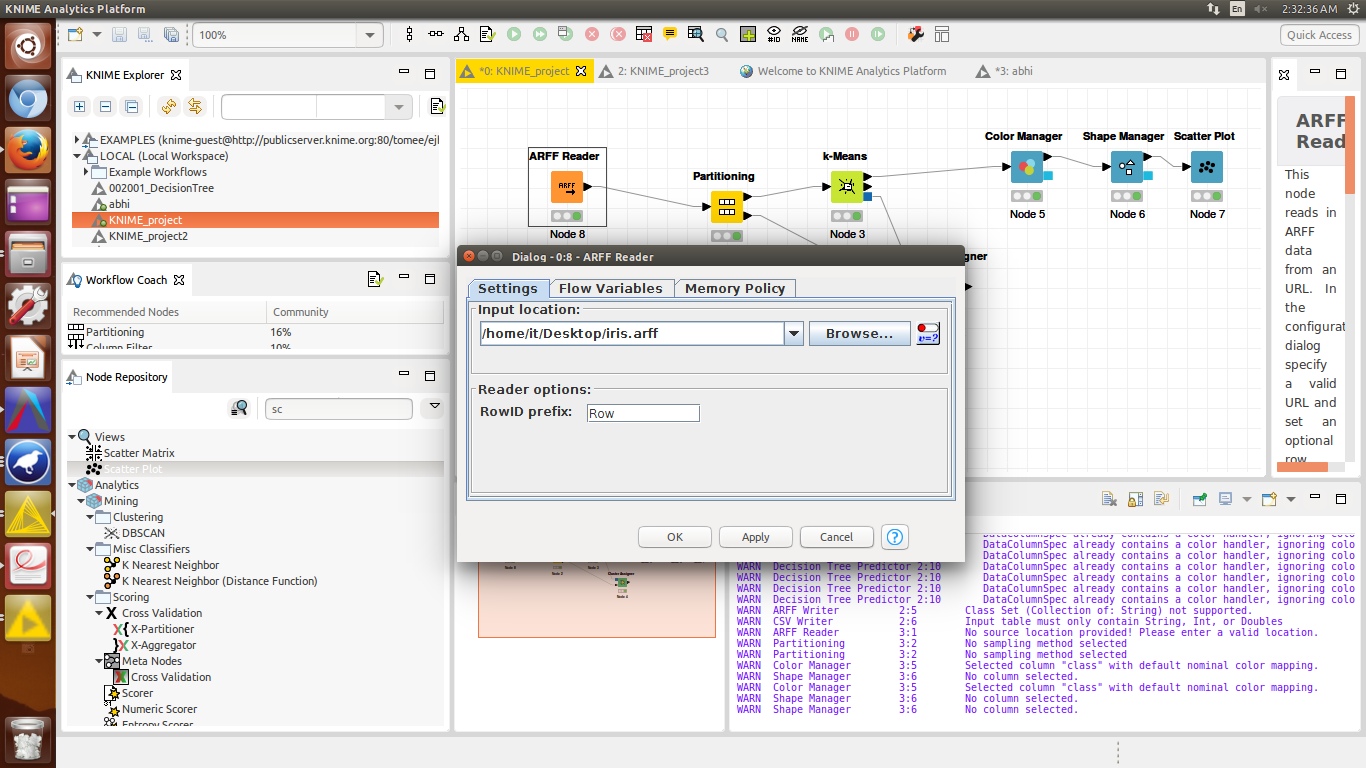 KNIME Analytics Platform
En
2:32:36 AM
100%
#ID
NAME
Quick Access
KNIME Explorer
EXAMPLES (knime-guest@http://publicserver.knime.org:80/tomee/ejl
LOCAL (Local Workspace)
Example Workflows
002001_DecisionTree
abhi
KNIME_project
KNIME_project2
Workflow Coach
Recommended Nodes
Community
Partitioning
16%
Column Filter
10%
Node Repository
sc
Views
Scatter Matrix
Scatter Plot
Analytics
Mining
Clustering
DBSCAN
Misc Classifiers
K Nearest Neighbor
K Nearest Neighbor (Distance Function)
Scoring
Cross Validation
X-Partitioner
X-Aggregator
Meta Nodes
Cross Validation
Scorer
Numeric Scorer
Entropy Scorer
*0: KNIME_project
2: KNIME_project3
Welcome to KNIME Analytics Platform
*3: abhi
ARFF Reader
ARFF
Node 8
Partitioning
k-Means
Node 3
Color Manager
Node 5
Shape Manager
Node 6
Scatter Plot
Node 7
gner
Dialog - 0:8 - ARFF Reader
Settings
Flow Variables
Memory Policy
Input location:
/home/it/Desktop/iris.arff
Browse...
v=?
Reader options:
RowID prefix:
Row
OK
Apply
Cancel
?
ARFF
Read
This
node
reads in
ARFF
data
from an
URL. In
the
configurat
dialog
specify
a valid
URL and
set an
optional
row
DataColumnSpec already contains a color handler, ignoring colo
DataColumnSpec already contains a color handler, ignoring colo
DataColumnSpec already contains a color handler, ignoring colo
WARN Decision Tree Predictor 2:10 DataColumnSpec already contains a color handler, ignoring colo
WARN Decision Tree Predictor 2:10 DataColumnSpec already contains a color handler, ignoring colo
WARN Decision Tree Predictor 2:10 DataColumnSpec already contains a color handler, ignoring colo
WARN Decision Tree Predictor 2:10 DataColumnSpec already contains a color handler, ignoring colo
WARN ARFF Writer 2:5 Class Set (Collection of: String) not supported.
WARN CSV Writer 2:6 Input table must only contain String, Int, or Doubles
WARN ARFF Reader 3:1 No source location provided! Please enter a valid location.
WARN Partitioning 3:2 No sampling method selected
WARN Partitioning 3:2 No sampling method selected
WARN Color Manager 3:5 Selected column "class" with default nominal color mapping.
WARN Shape Manager 3:6 No column selected.
WARN Color Manager 3:5 Selected column "class" with default nominal color mapping.
WARN Shape Manager 3:6 No column selected.
WARN Shape Manager 3:6 No column selected.